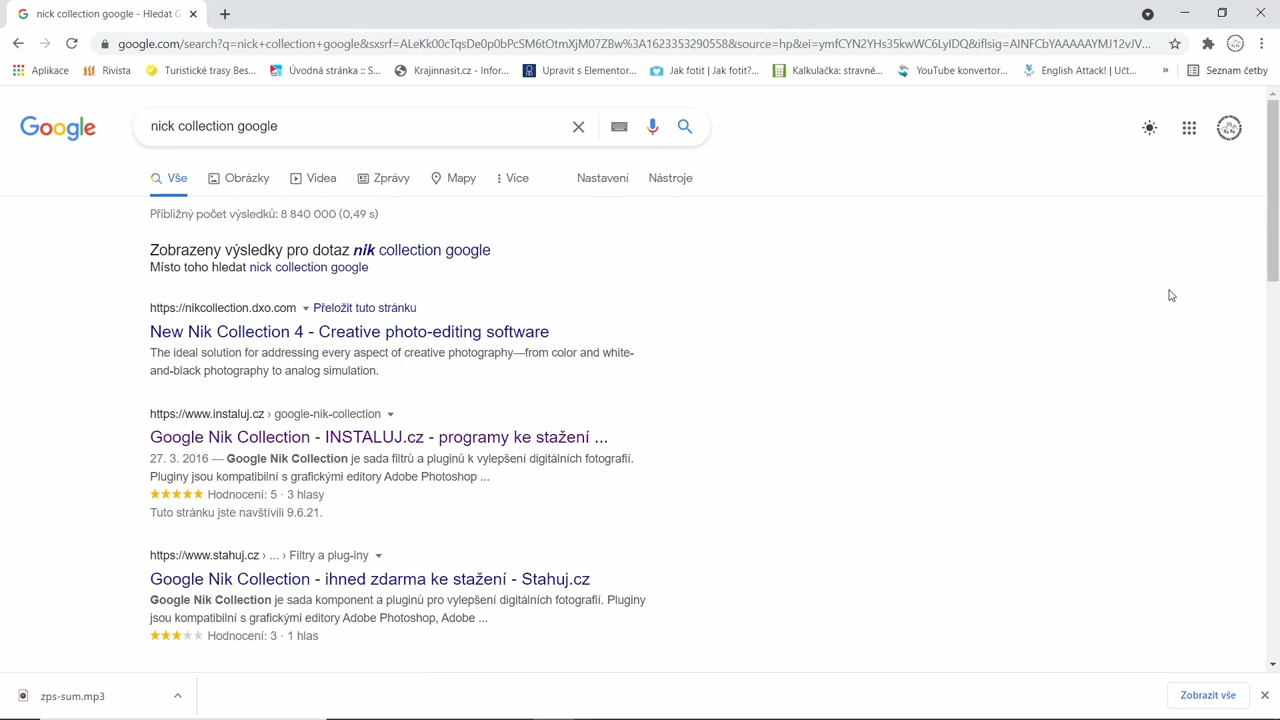 nick collection google - Hledat G
google.com/search?q=nick+collection+google&sxsrf=ALeKk00cTqsDe0p0bPcSM6tOtmXjM07ZBw%3A1623353290558&source=hp&ei=ymfCYN2YHs35kwWC6LyIDQ&iflsig=AINFCbYAAAAAYMJ12vJV...
Aplikace
Rivista
Turistické trasy Bes...
Úvodná stránka :: S...
Krajinnasit.cz - Infor...
Upravit s Elementor...
Jak fotit | Jak fotit?...
Kalkulačka: stravné...
YouTube konvertor...
English Attack! | Učt...
»
Seznam četby
Google
nick collection google
Vše
Obrázky
Videa
Zprávy
Mapy
Více
Nastavení
Nástroje
Přibližný počet výsledků: 8 840 000 (0,49 s)
Zobrazeny výsledky pro dotaz nik collection google
Místo toho hledat nick collection google
https://nikcollection.dxo.com Přeložit tuto stránku
New Nik Collection 4 - Creative photo-editing software
The ideal solution for addressing every aspect of creative photography—from color and white-
and-black photography to analog simulation.
https://www.instaluj.cz › google-nik-collection
Google Nik Collection - INSTALUJ.cz - programy ke stažení ...
27. 3. 2016 — Google Nik Collection je sada filtrů a pluginů k vylepšení digitálních fotografií.
Pluginy jsou kompatibilní s grafickými editory Adobe Photoshop ...
Hodnocení: 5 · 3 hlasy
Tuto stránku jste navštívili 9.6.21.
https://www.stahuj.cz › ... › Filtry a plug-iny
Google Nik Collection - ihned zdarma ke stažení - Stahuj.cz
Google Nik Collection je sada komponent a pluginů pro vylepšení digitálních fotografií. Pluginy
jsou kompatibilní s grafickými editory Adobe Photoshop, Adobe ...
Hodnocení: 3 · 1 hlas
zps-sum.mp3
Zobrazit vše